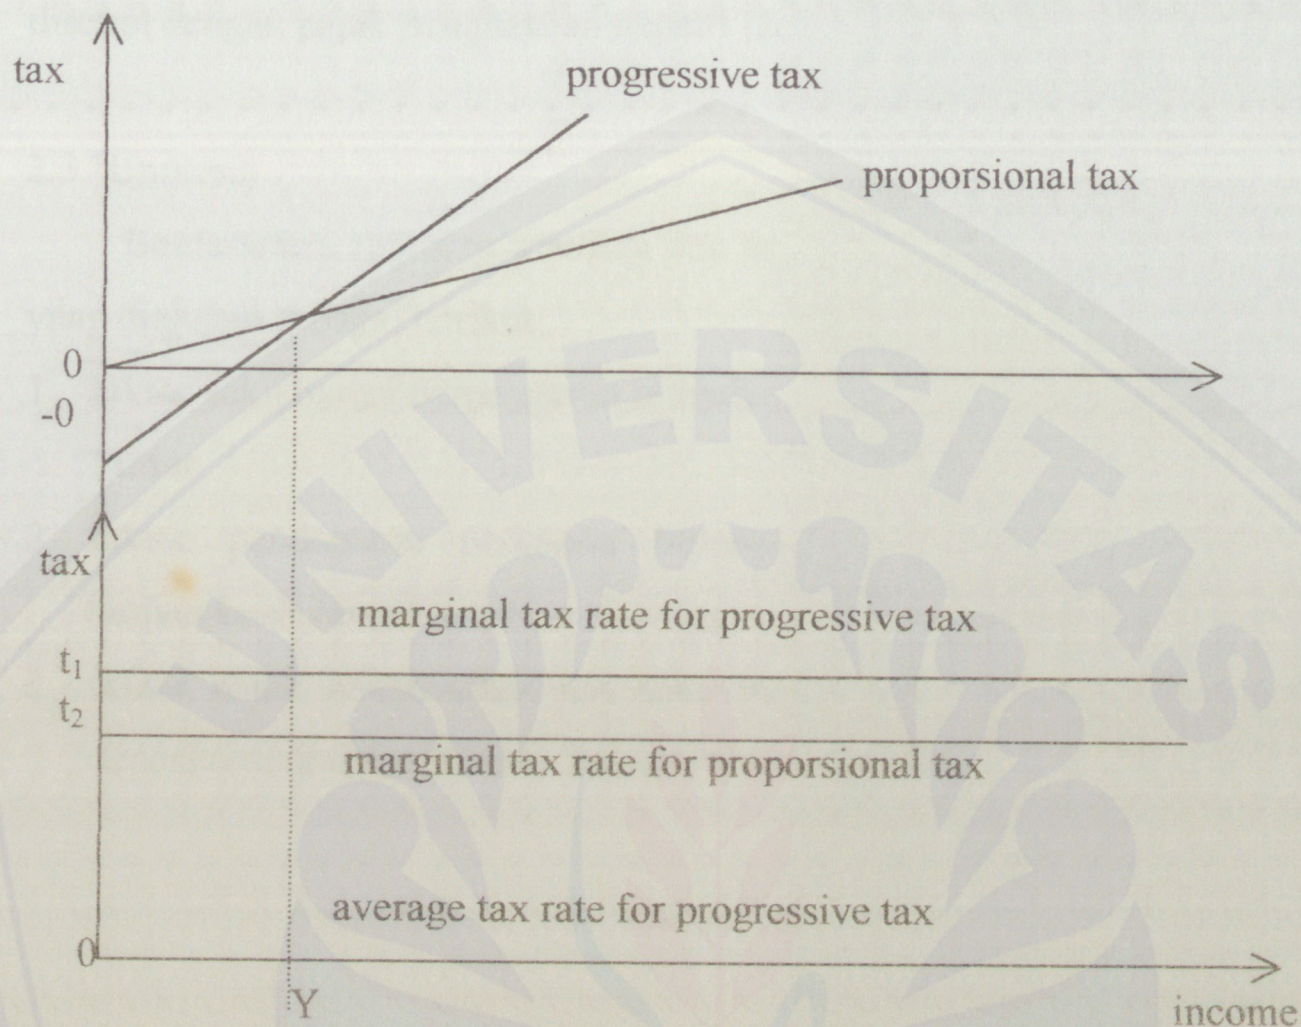 tax
progressive tax
proporsional tax
0
-0
tax
marginal tax rate for progressive tax
t1
t2
marginal tax rate for proporsional tax
average tax rate for progressive tax
0
Y
income
UNIVERSITAS